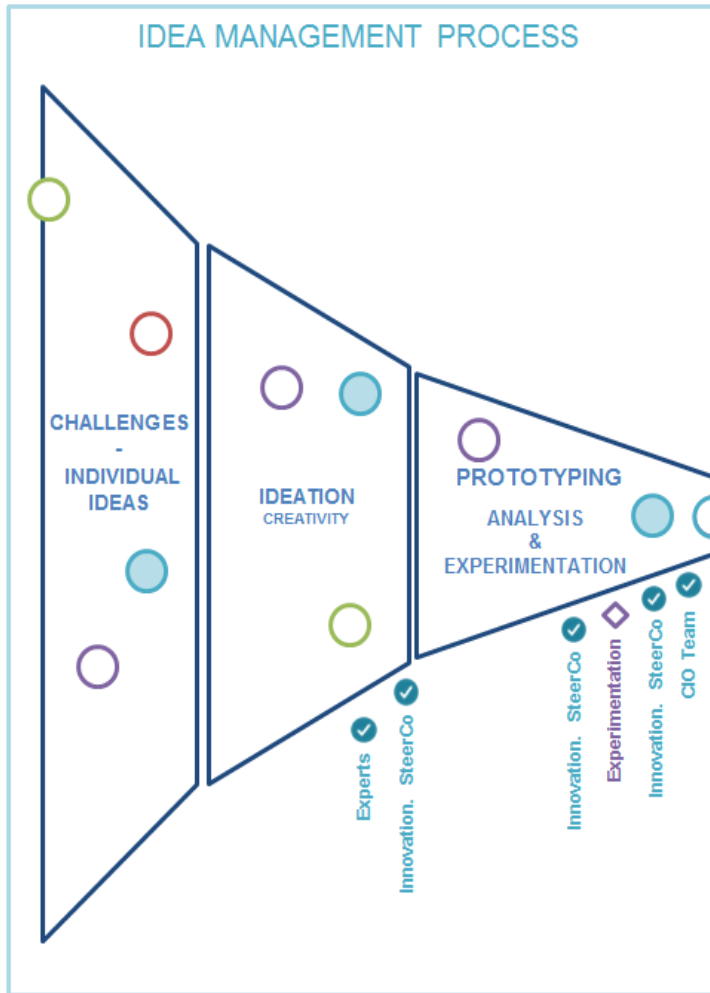 IDEA MANAGEMENT PROCESS
CHALLENGES
-
INDIVIDUAL
IDEAS
IDEATION
CREATIVITY
PROTOTYPING
ANALYSIS
&
EXPERIMENTATION
Experts
Innovation. SteerCo
Innovation. SteerCo
Experimentation
Innovation. SteerCo
CIO Team